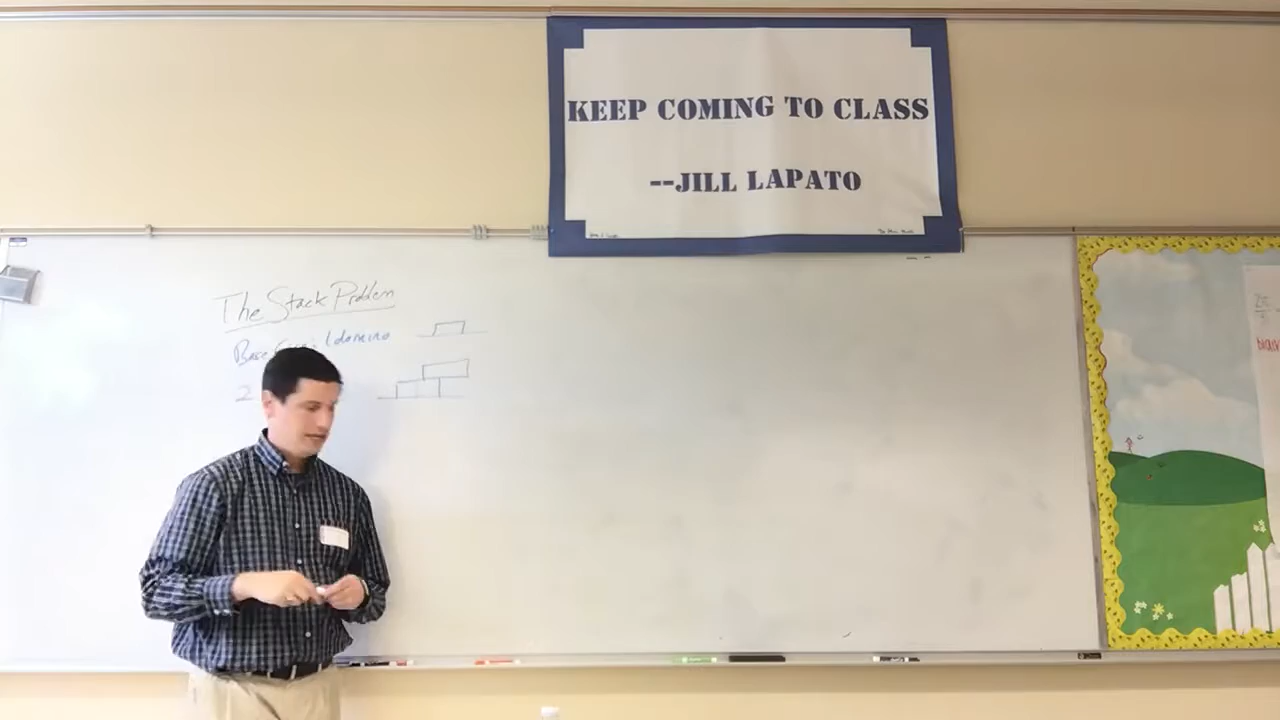 KEEP COMING TO CLASS
--JILL LAPATO
The Stack Problem
Base Case: 1 domino
2